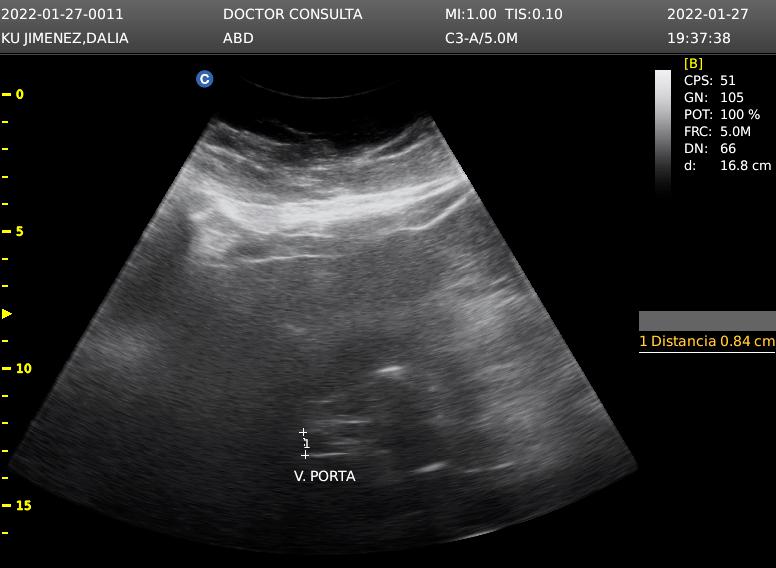 2022-01-27-0011 DOCTOR CONSULTA MI:1.00 TIS:0.10 2022-01-27
KU JIMENEZ,DALIA ABD C3-A/5.0M 19:37:38
C
[B]
CPS: 51
GN: 105
POT: 100 %
FRC: 5.0M
DN: 66
d: 16.8 cm
0
5
10
15
1 Distancia 0.84 cm
1
V. PORTA